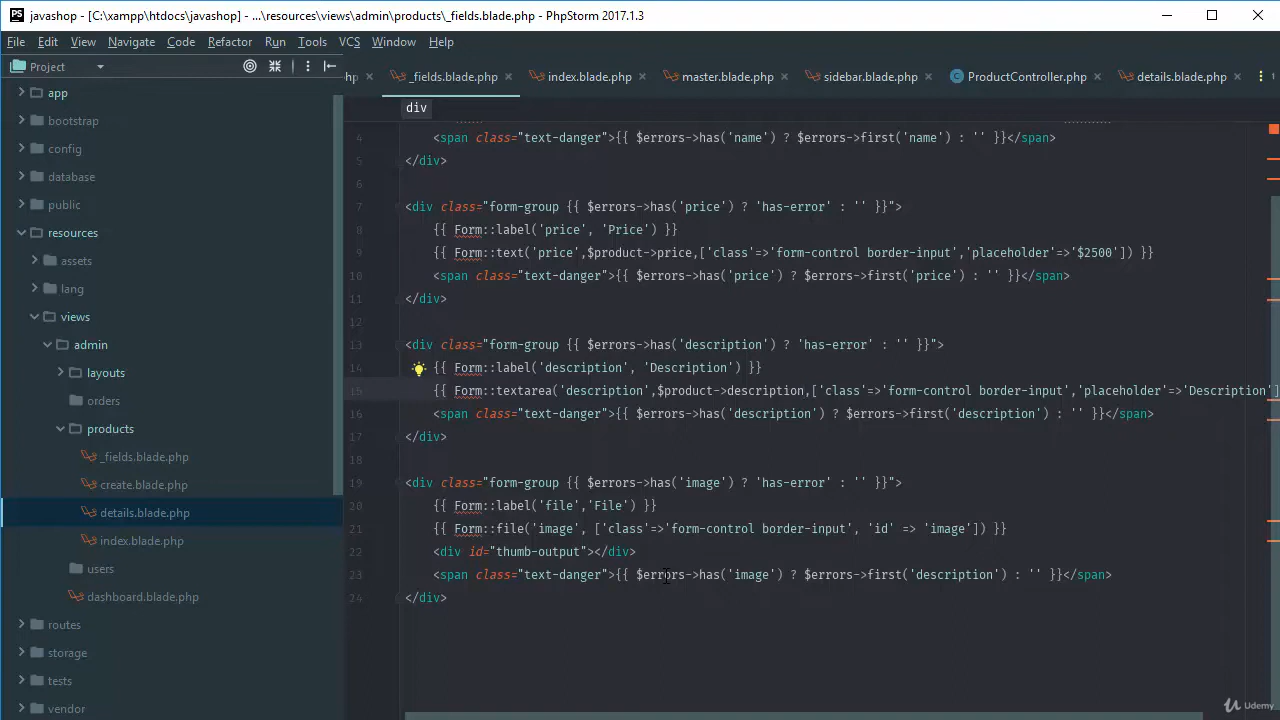 javashop - [C:\xampp\htdocs\javashop] - ...\resources\views\admin\products\_fields.blade.php - PhpStorm 2017.1.3
File Edit View Navigate Code Refactor Run Tools VCS Window Help
Project
hp _fields.blade.php index.blade.php master.blade.php sidebar.blade.php ProductController.php details.blade.php
div
app
bootstrap
config
database
public
resources
assets
lang
views
admin
layouts
orders
products
_fields.blade.php
create.blade.php
details.blade.php
index.blade.php
users
dashboard.blade.php
routes
storage
tests
vendor
4 <span class="text-danger">{{ $errors->has('name') ? $errors->first('name') : '' }}</span>
5 </div>
6
7 <div class="form-group {{ $errors->has('price') ? 'has-error' : '' }}">
8 {{ Form::label('price', 'Price') }}
9 {{ Form::text('price',$product->price,['class'=>'form-control border-input','placeholder'=>'$2500']) }}
10 <span class="text-danger">{{ $errors->has('price') ? $errors->first('price') : '' }}</span>
11 </div>
12
13 <div class="form-group {{ $errors->has('description') ? 'has-error' : '' }}">
14 {{ Form::label('description', 'Description') }}
15 {{ Form::textarea('description',$product->description,['class'=>'form-control border-input','placeholder'=>'Description']
16 <span class="text-danger">{{ $errors->has('description') ? $errors->first('description') : '' }}</span>
17 </div>
18
19 <div class="form-group {{ $errors->has('image') ? 'has-error' : '' }}">
20 {{ Form::label('file','File') }}
21 {{ Form::file('image', ['class'=>'form-control border-input', 'id' => 'image']) }}
22 <div id="thumb-output"></div>
23 <span class="text-danger">{{ $errors->has('image') ? $errors->first('description') : '' }}</span>
24 </div>
Udemy